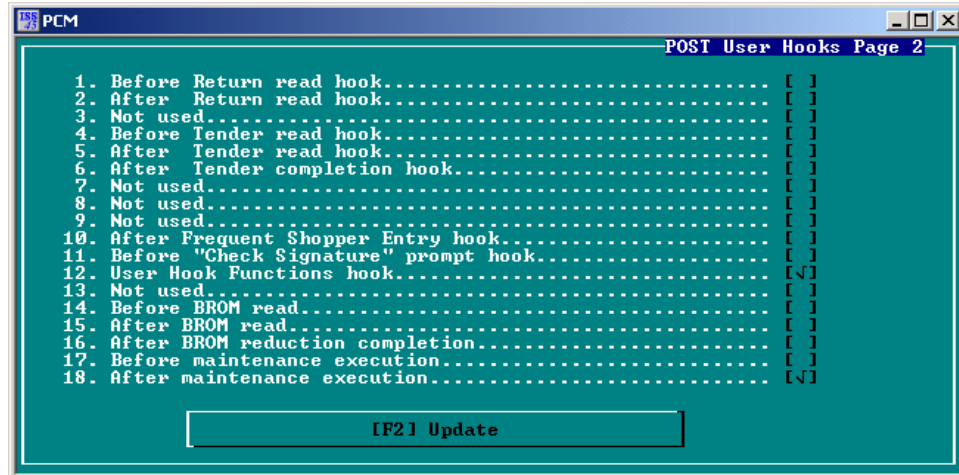 ISS 45 PCM
POST User Hooks Page 2
1. Before Return read hook................................. [ ]
2. After  Return read hook................................. [ ]
3. Not used................................................ [ ]
4. Before Tender read hook................................. [ ]
5. After  Tender read hook................................. [ ]
6. After  Tender completion hook........................... [ ]
7. Not used................................................ [ ]
8. Not used................................................ [ ]
9. Not used................................................ [ ]
10. After Frequent Shopper Entry hook....................... [ ]
11. Before "Check Signature" prompt hook.................... [ ]
12. User Hook Functions hook................................ [√]
13. Not used................................................ [ ]
14. Before BROM read........................................ [ ]
15. After BROM read......................................... [ ]
16. After BROM reduction completion......................... [ ]
17. Before maintenance execution............................ [ ]
18. After maintenance execution............................. [√]
[F2] Update